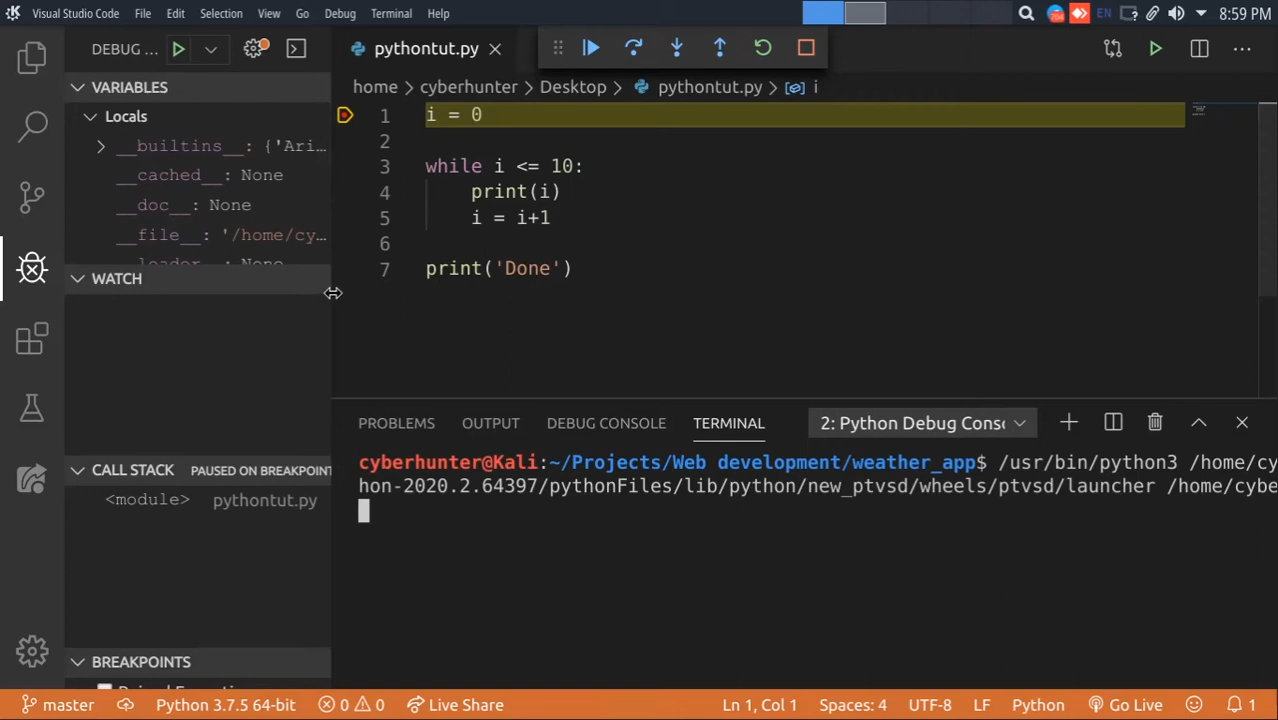 Visual Studio Code File Edit Selection View Go Debug Terminal Help EN 8:59 PM
DEBUG ... pythontut.py
home cyberhunter Desktop pythontut.py i
VARIABLES
Locals
__builtins__: {'Ari...
__cached__: None
__doc__: None
__file__: '/home/cy...
__loader__: None
WATCH
CALL STACK PAUSED ON BREAKPOINT
<module> pythontut.py
BREAKPOINTS
1 i = 0
2
3 while i <= 10:
4 print(i)
5 i = i+1
6
7 print('Done')
PROBLEMS OUTPUT DEBUG CONSOLE TERMINAL 2: Python Debug Consc
cyberhunter@Kali:~/Projects/Web development/weather_app$ /usr/bin/python3 /home/cy
hon-2020.2.64397/pythonFiles/lib/python/new_ptvsd/wheels/ptvsd/launcher /home/cybe
master Python 3.7.5 64-bit 0 0 Live Share Ln 1, Col 1 Spaces: 4 UTF-8 LF Python Go Live 1